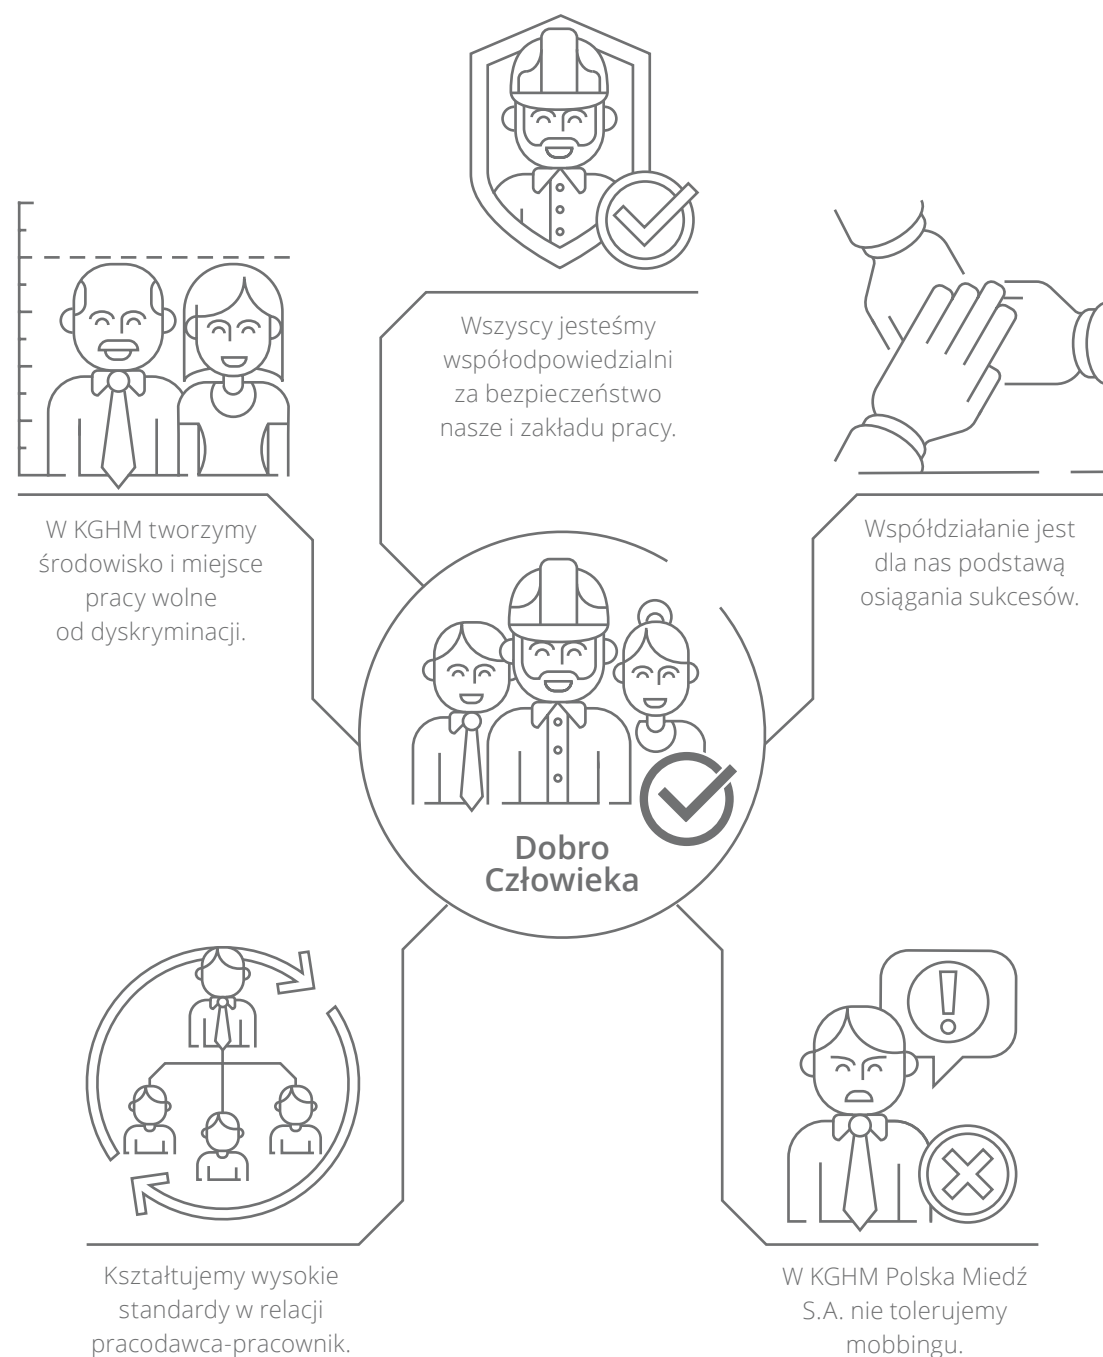 Wszyscy jesteśmy
współodpowiedzialni
za bezpieczeństwo
nasze i zakładu pracy.
W KGHM tworzymy
środowisko i miejsce
pracy wolne
od dyskryminacji.
Współdziałanie jest
dla nas podstawą
osiągania sukcesów.
Dobro
Człowieka
Kształtujemy wysokie
standardy w relacji
pracodawca-pracownik.
W KGHM Polska Miedź
S.A. nie tolerujemy
mobbingu.